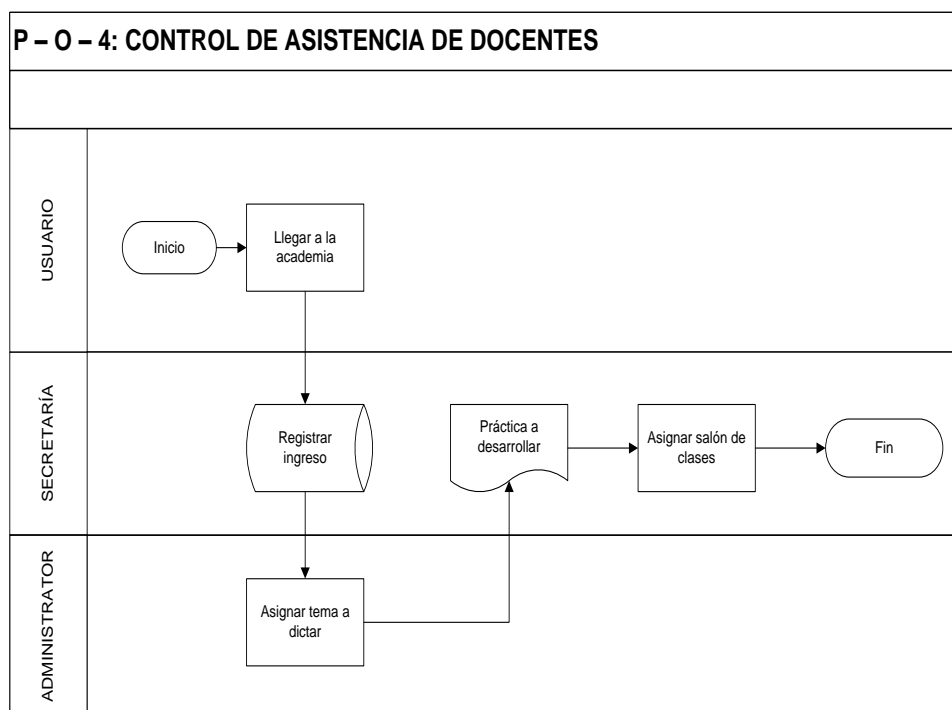 P – O – 4: CONTROL DE ASISTENCIA DE DOCENTES
USUARIO
Inicio
Llegar a la
academia
SECRETARÍA
Registrar
ingreso
Práctica a
desarrollar
Asignar salón de
clases
Fin
ADMINISTRATOR
Asignar tema a
dictar